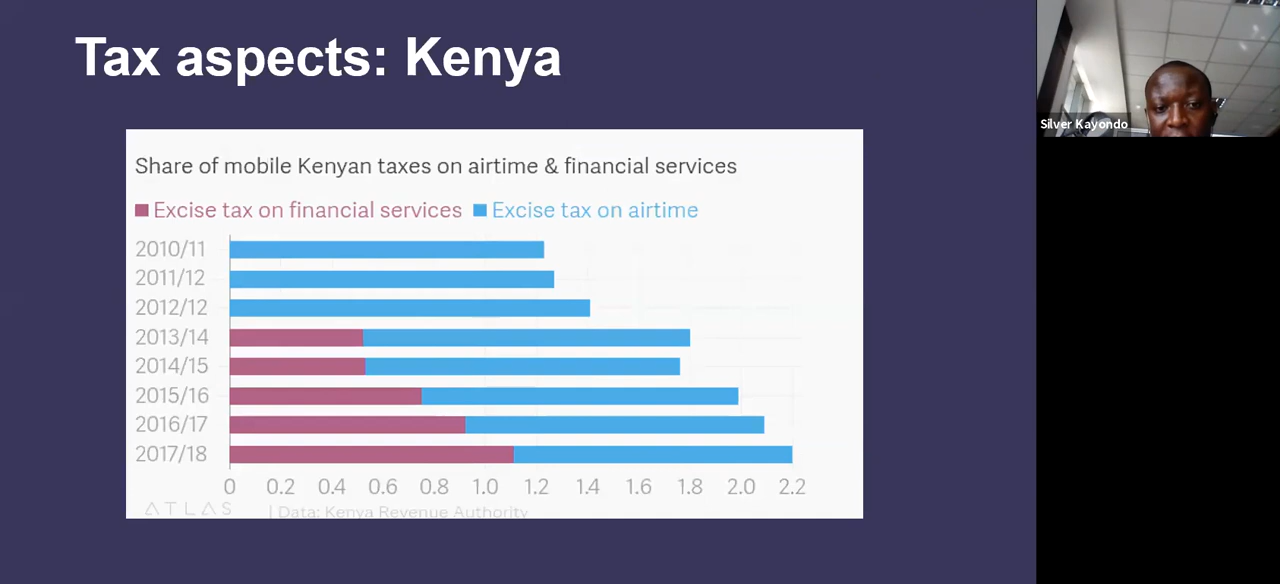 Tax aspects: Kenya
Silver Kayondo
Share of mobile Kenyan taxes on airtime & financial services
Excise tax on financial services Excise tax on airtime
2010/11
2011/12
2012/12
2013/14
2014/15
2015/16
2016/17
2017/18
0 0.2 0.4 0.6 0.8 1.0 1.2 1.4 1.6 1.8 2.0 2.2
ATLAS | Data: Kenya Revenue Authority